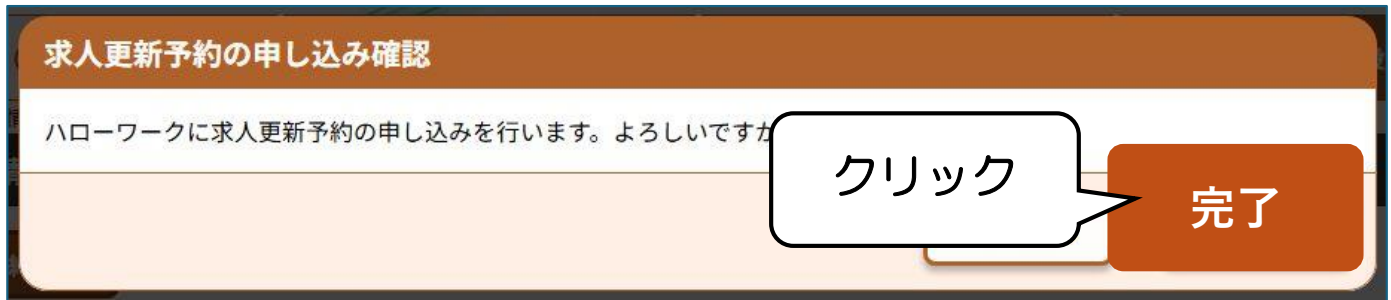 求人更新予約の申し込み確認
ハローワークに求人更新予約の申し込みを行います。よろしいですか
クリック
完了